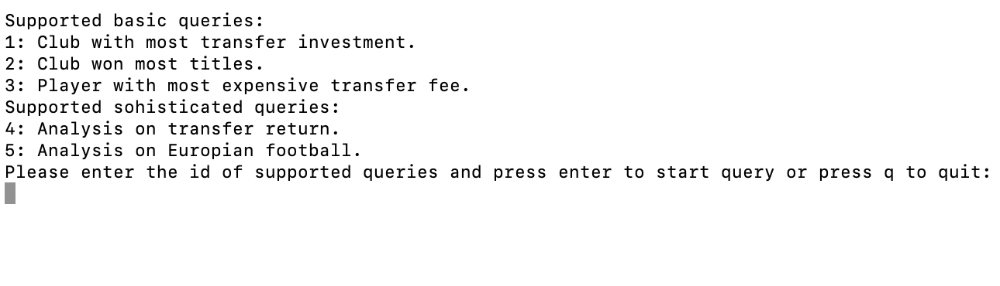 Supported basic queries:
1: Club with most transfer investment.
2: Club won most titles.
3: Player with most expensive transfer fee.
Supported sohisticated queries:
4: Analysis on transfer return.
5: Analysis on Europian football.
Please enter the id of supported queries and press enter to start query or press q to quit: